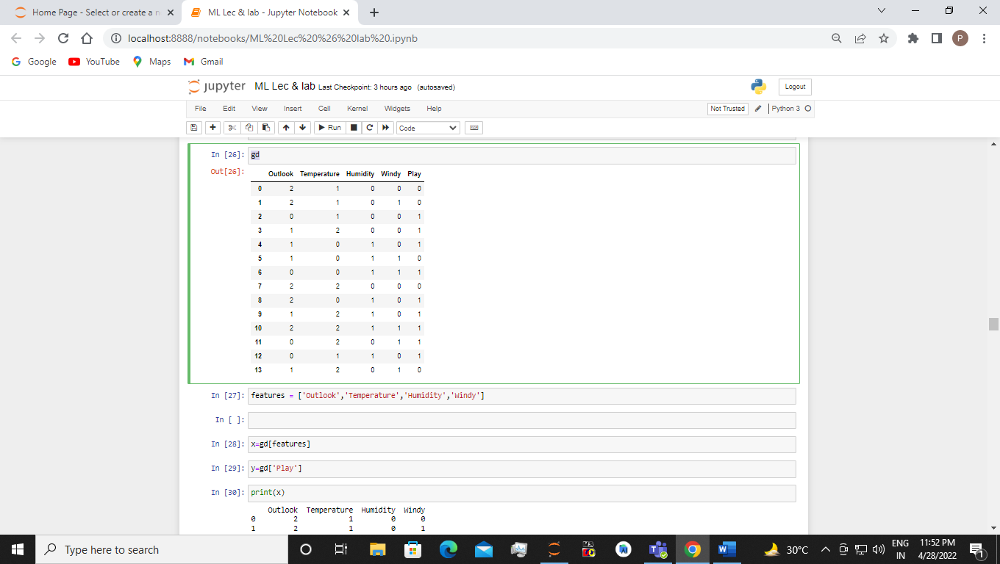 Home Page - Select or create a n
ML Lec & lab - Jupyter Notebook
localhost:8888/notebooks/ML%20Lec%20%26%20lab%20.ipynb
P
Google YouTube Maps Gmail
jupyter ML Lec & lab Last Checkpoint: 3 hours ago (autosaved)
Logout
File Edit View Insert Cell Kernel Widgets Help
Not Trusted Python 3
Run Code
In [26]: gd
Out[26]:
Outlook Temperature Humidity Windy Play
0 2 1 0 0 0
1 2 1 0 1 0
2 0 1 0 0 1
3 1 2 0 0 1
4 1 0 1 0 1
5 1 0 1 1 0
6 0 0 1 1 1
7 2 2 0 0 0
8 2 0 1 0 1
9 1 2 1 0 1
10 2 2 1 1 1
11 0 2 0 1 1
12 0 1 1 0 1
13 1 2 0 1 0
In [27]: features = ['Outlook','Temperature','Humidity','Windy']
In [ ]:
In [28]: x=gd[features]
In [29]: y=gd['Play']
In [30]: print(x)
Outlook Temperature Humidity Windy
0 2 1 0 0
1 2 1 0 1
Type here to search
30°C
ENG
IN
11:52 PM
4/28/2022
1